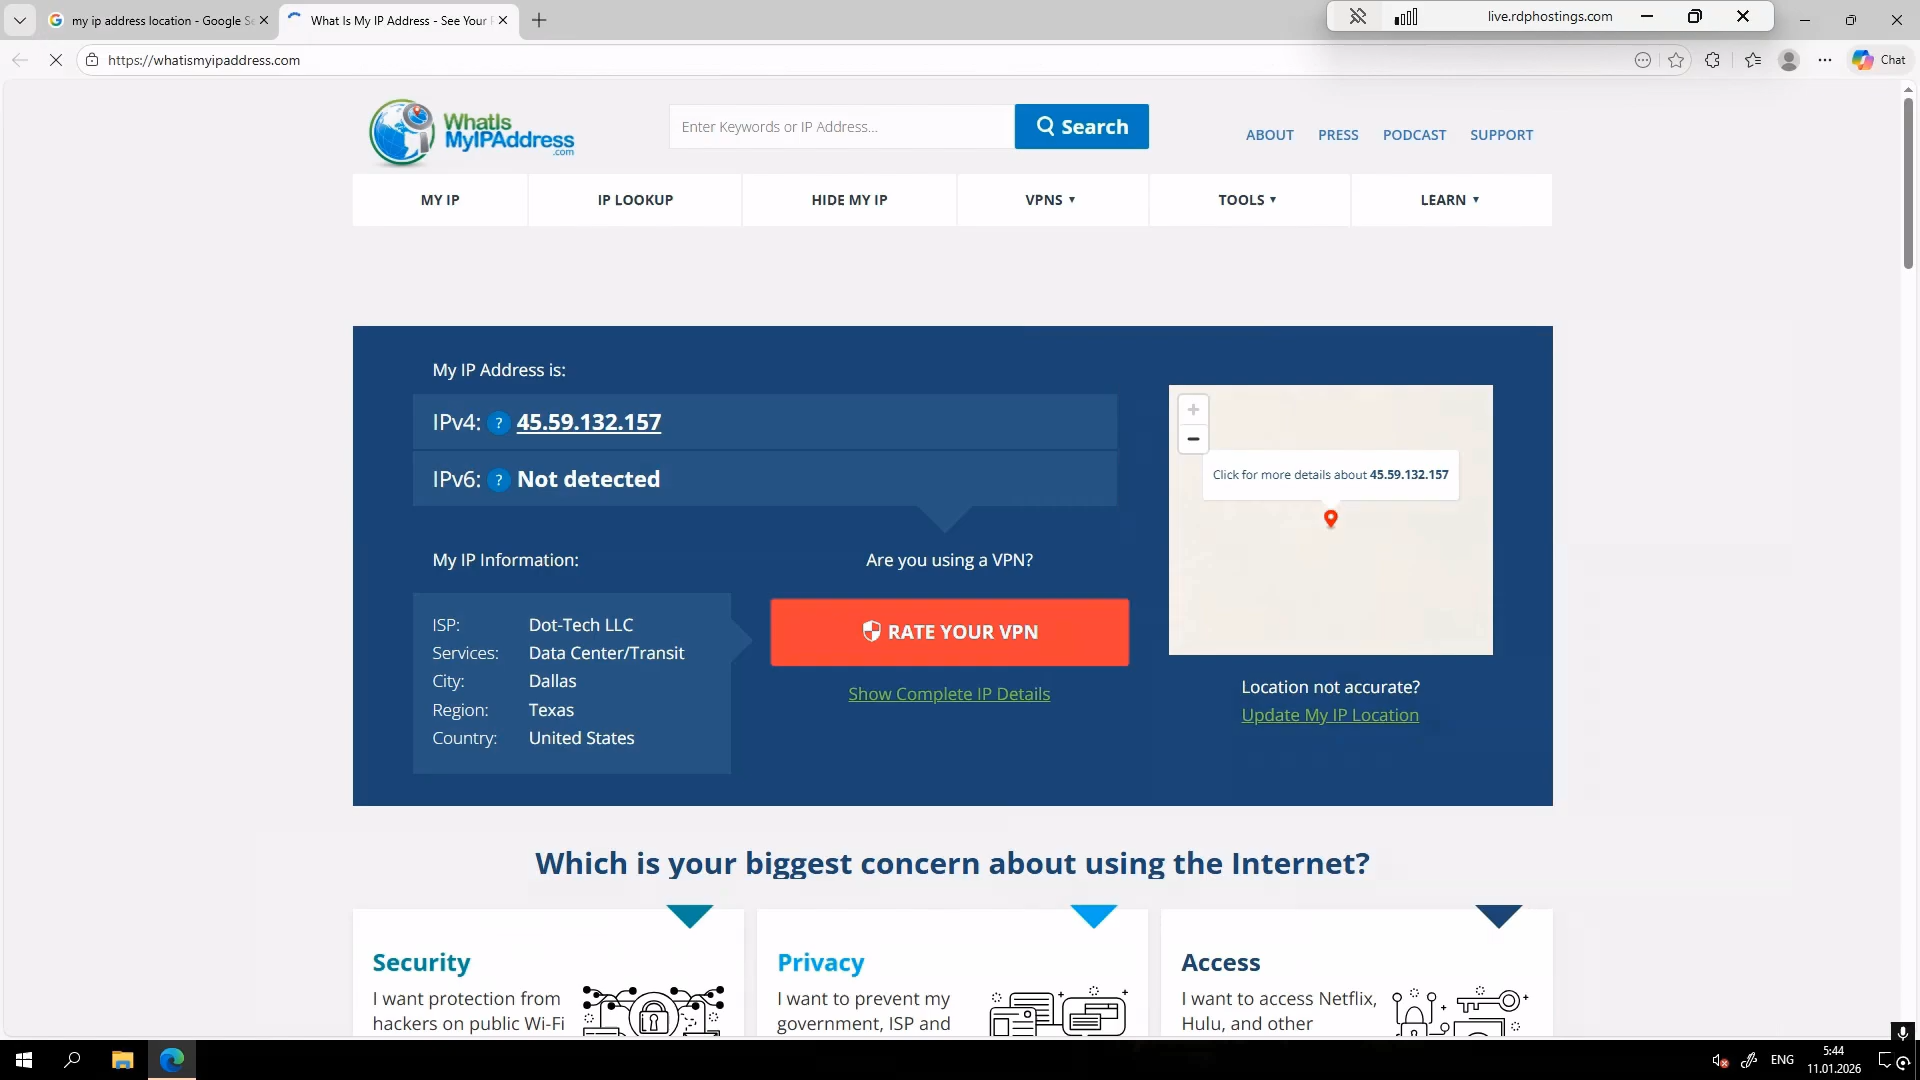 my ip address location - Google Se
What Is My IP Address - See Your
live.rdphostings.com
https://whatismyipaddress.com
Chat
WhatIs
MyIPAddress
.com
Enter Keywords or IP Address...
Search
ABOUT
PRESS
PODCAST
SUPPORT
MY IP
IP LOOKUP
HIDE MY IP
VPNS
TOOLS
LEARN
My IP Address is:
IPv4: ? 45.59.132.157
IPv6: ? Not detected
Click for more details about 45.59.132.157
My IP Information:
Are you using a VPN?
ISP: Dot-Tech LLC
Services: Data Center/Transit
City: Dallas
Region: Texas
Country: United States
RATE YOUR VPN
Show Complete IP Details
Location not accurate?
Update My IP Location
Which is your biggest concern about using the Internet?
Security
I want protection from
hackers on public Wi-Fi
Privacy
I want to prevent my
government, ISP and
Access
I want to access Netflix,
Hulu, and other
ENG
5:44
11.01.2026